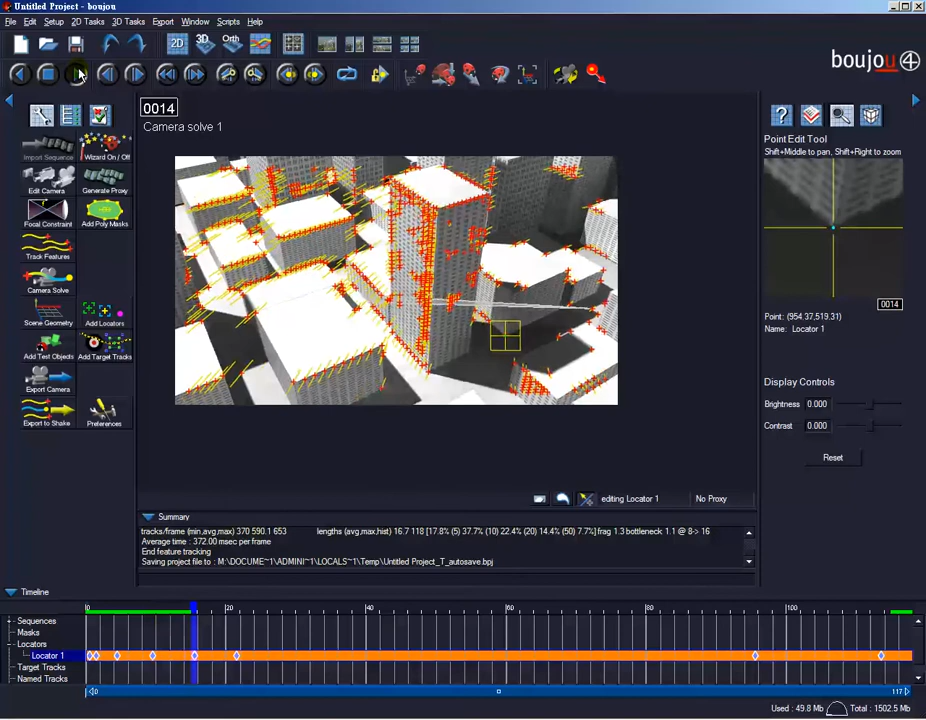 Untitled Project - boujou
File Edit Setup 2D Tasks 3D Tasks Export Window Scripts Help
2D 3D Orth
boujou 4
0014
Camera solve 1
Import Sequence
Wizard On / Off
Edit Camera
Generate Proxy
Focal Constraint
Add Poly Masks
Track Features
Camera Solve
Scene Geometry
Add Locators
Add Test Objects
Add Target Tracks
Export Camera
Export to Shake
Preferences
Point Edit Tool
Shift+Middle to pan, Shift+Right to zoom
0014
Point: (954.37,519.31)
Name: Locator 1
Display Controls
Brightness 0.000
Contrast 0.000
Reset
editing Locator 1 No Proxy
Summary
tracks/frame (min,avg,max) 370 590.1 653 lengths (avg,max,hist) 16.7 118 [17.8% (5) 37.7% (10) 22.4% (20) 14.4% (50) 7.7%] frag 1.3 bottleneck 1.1 @ 8-> 16
Average time : 372.00 msec per frame
End feature tracking
Saving project file to : M:\DOCUME~1\ADMINI~1\LOCALS~1\Temp\Untitled Project_T_autosave.bpj
Timeline
0 20 40 60 80 100
Sequences
Masks
Locators
Locator 1
Target Tracks
Named Tracks
0 117
Used : 49.8 Mb Total : 1502.5 Mb